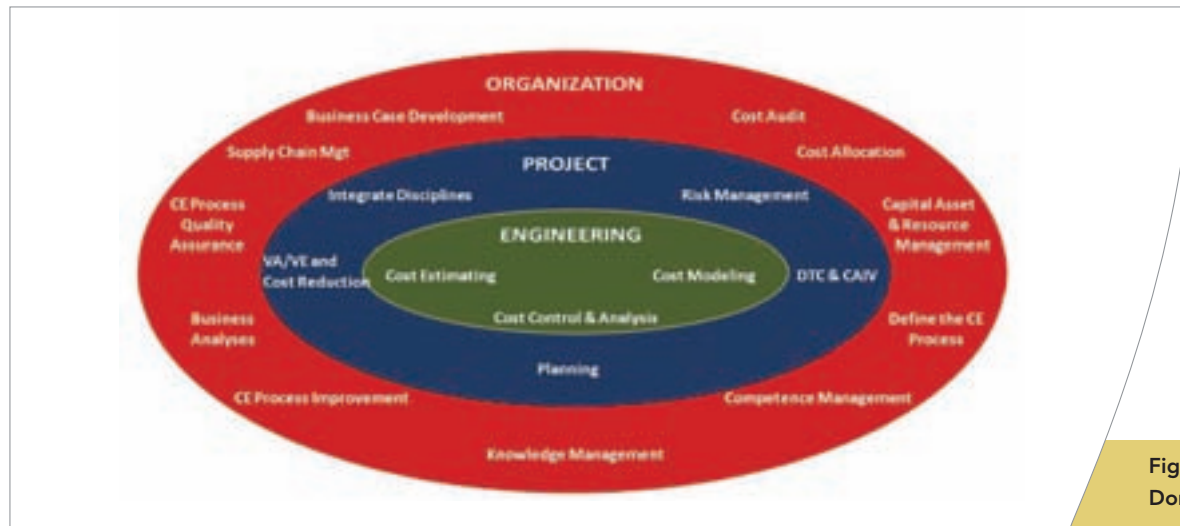 ORGANIZATION
Business Case Development
Cost Audit
Supply Chain Mgt
Cost Allocation
PROJECT
Integrate Disciplines
Risk Management
CE Process
Quality
Assurance
Capital Asset
& Resource
Management
ENGINEERING
VA/VE and
Cost Reduction
Cost Estimating
Cost Modeling
DTC & CAIV
Cost Control & Analysis
Business
Analyses
Define the CE
Process
Planning
CE Process Improvement
Competence Management
Knowledge Management
Fig